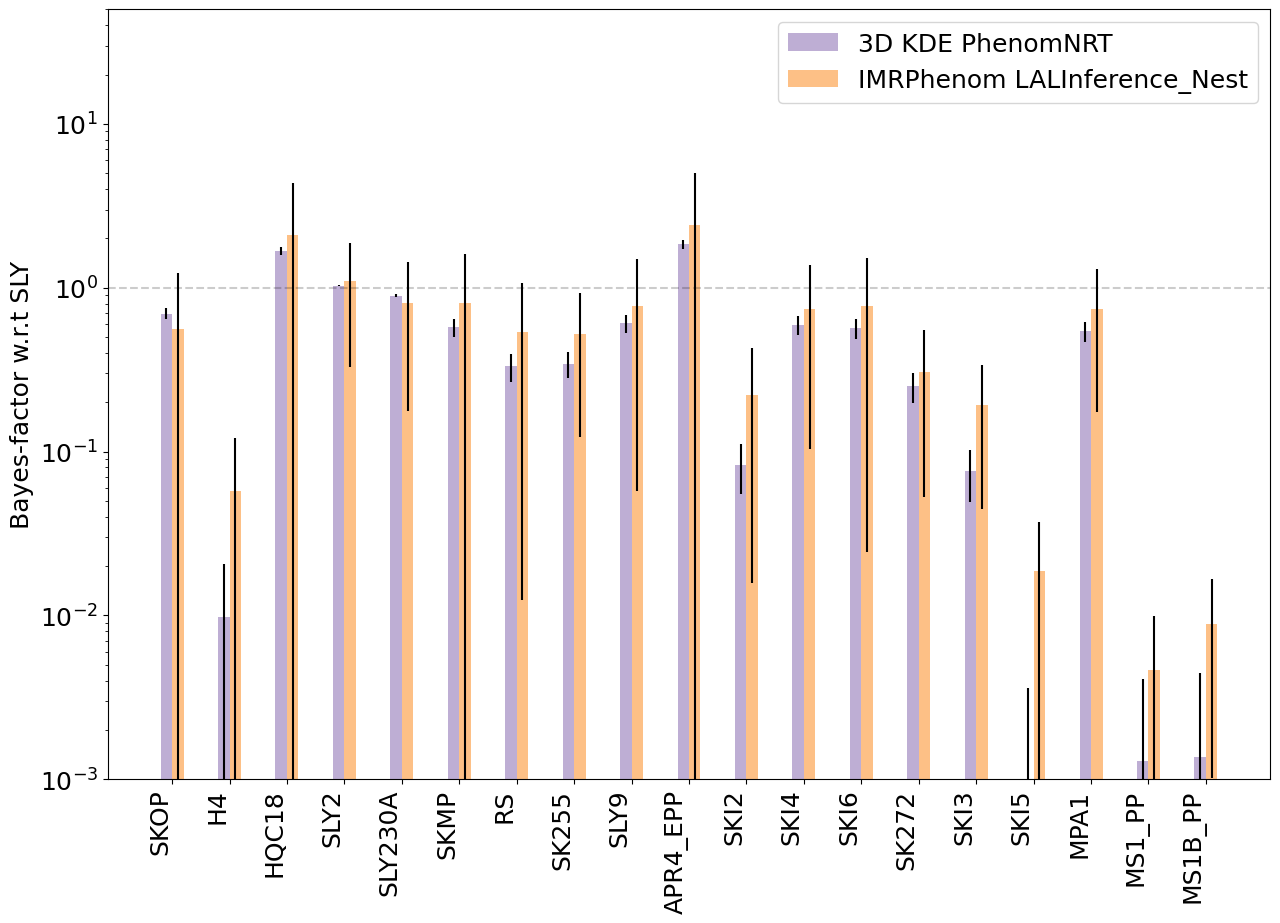 3D KDE PhenomNRT
IMRPhenom LALInference_Nest
Bayes-factor w.r.t SLY
10^1
10^0
10^-1
10^-2
10^-3
SKOP
H4
HQC18
SLY2
SLY230A
SKMP
RS
SK255
SLY9
APR4_EPP
SKI2
SKI4
SKI6
SK272
SKI3
SKI5
MPA1
MS1_PP
MS1B_PP